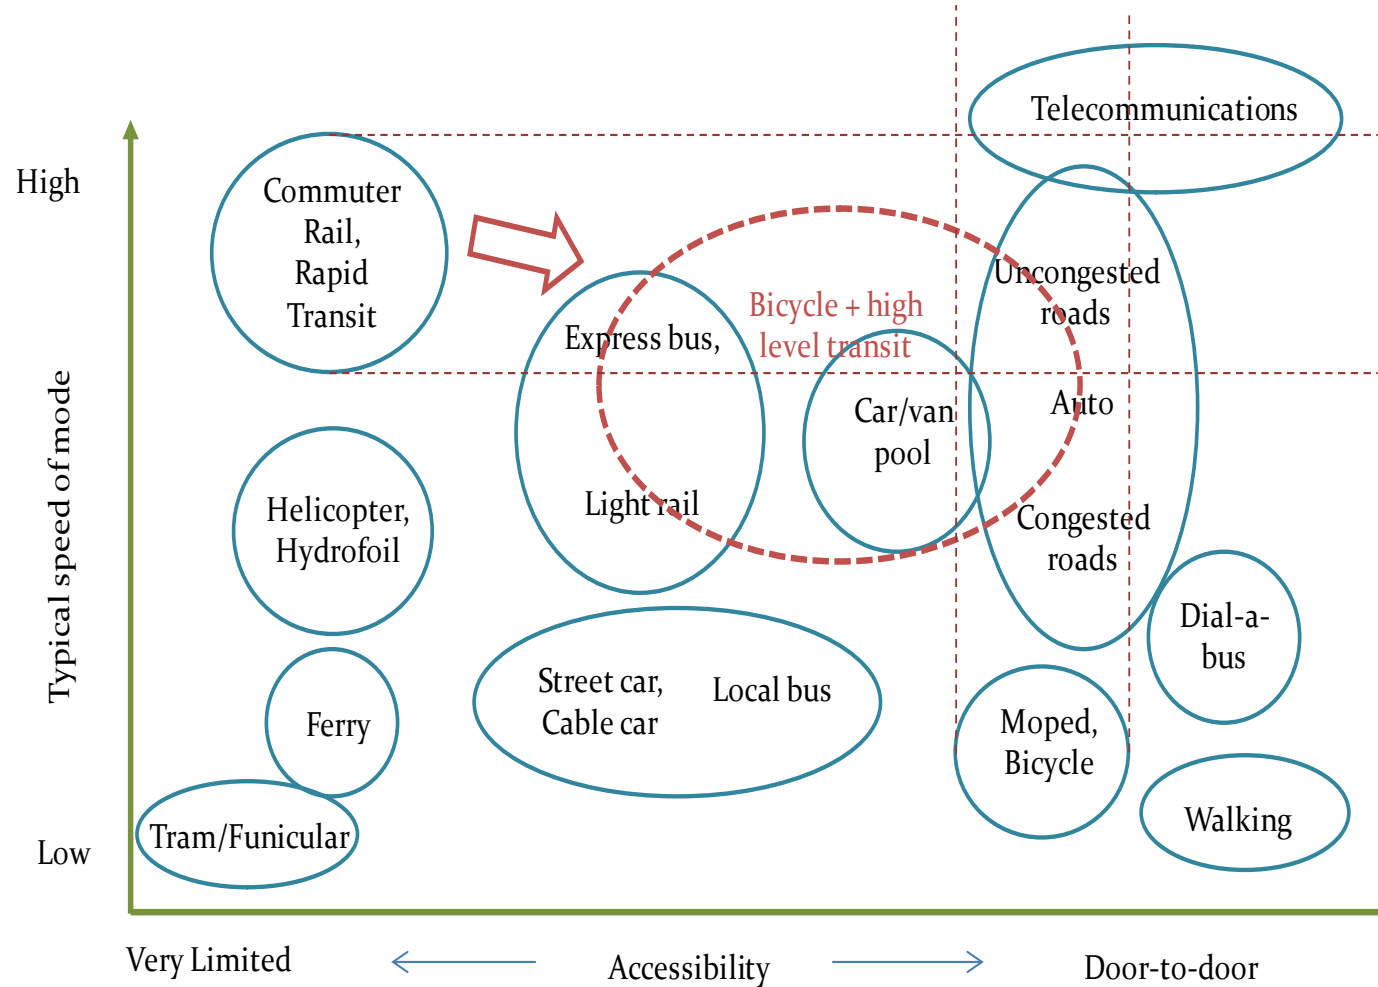 Telecommunications
High
Commuter
Rail,
Rapid
Transit
Uncongested
roads
Bicycle + high
level transit
Express bus,
Auto
Car/van
pool
Typical speed of mode
Light rail
Helicopter,
Hydrofoil
Congested
roads
Dial-a-
bus
Street car,
Cable car
Local bus
Ferry
Moped,
Bicycle
Tram/Funicular
Walking
Low
Very Limited
Accessibility
Door-to-door